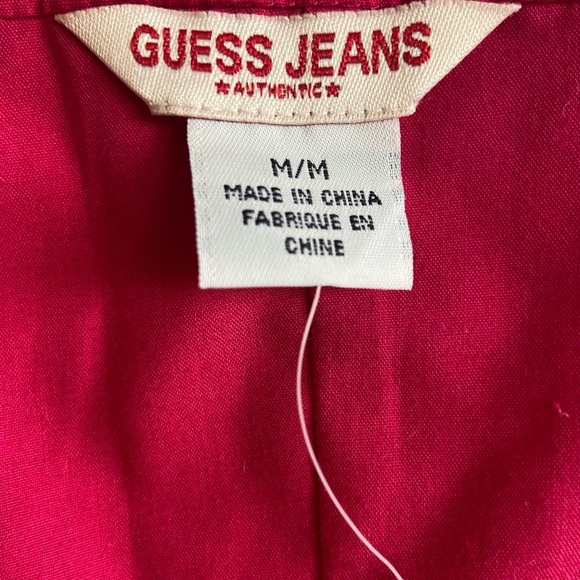 GUESS JEANS
★AUTHENTIC★
M/M
MADE IN CHINA
FABRIQUE EN
CHINE